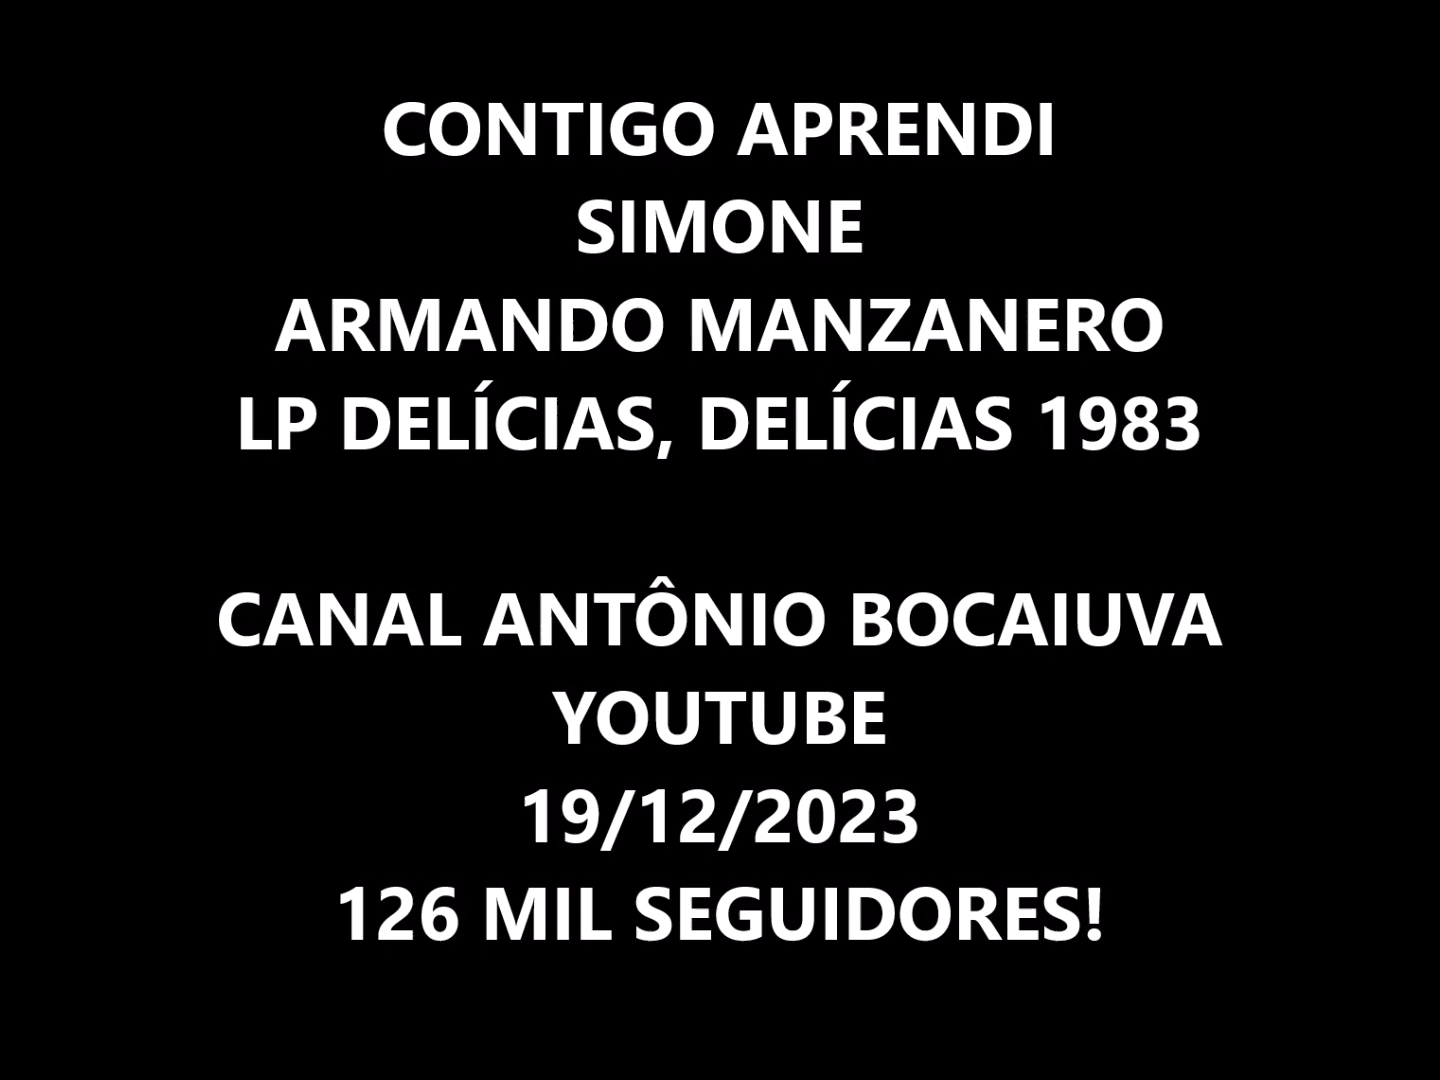 CONTIGO APRENDI
SIMONE
ARMANDO MANZANERO
LP DELÍCIAS, DELÍCIAS 1983
CANAL ANTÔNIO BOCAIUVA
YOUTUBE
19/12/2023
126 MIL SEGUIDORES!